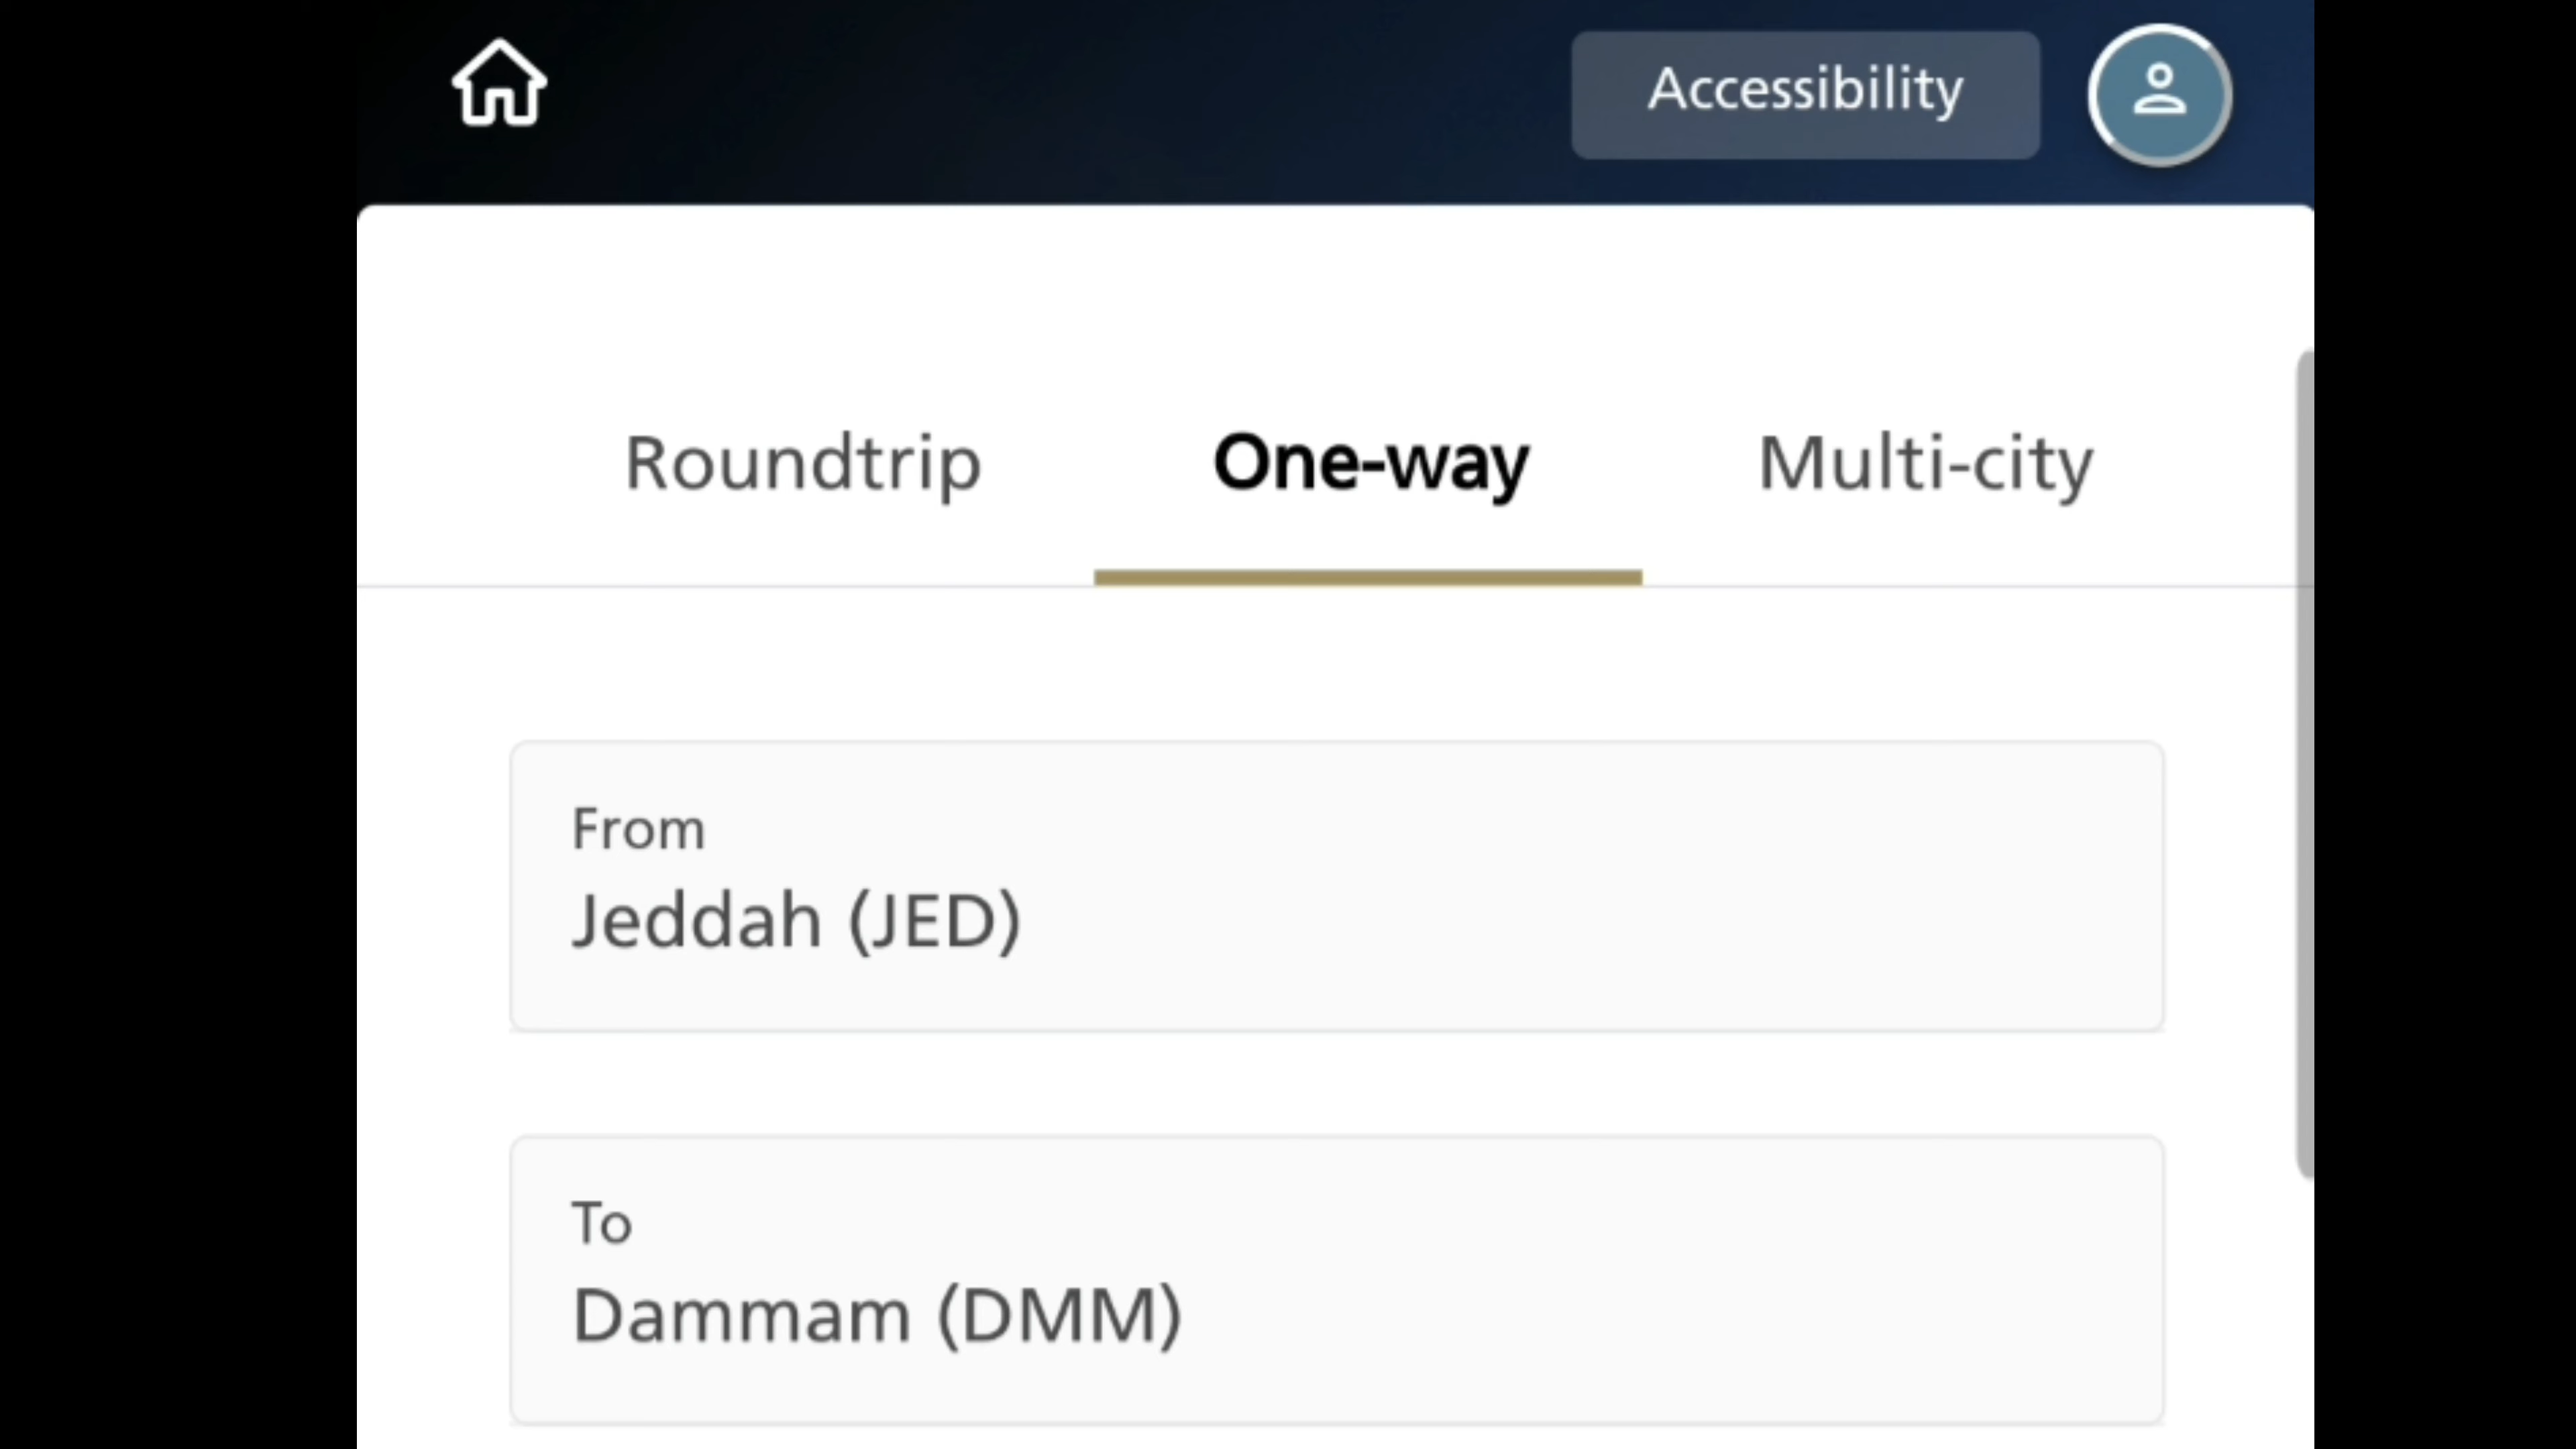 Accessibility
Roundtrip
One-way
Multi-city
From
Jeddah (JED)
To
Dammam (DMM)